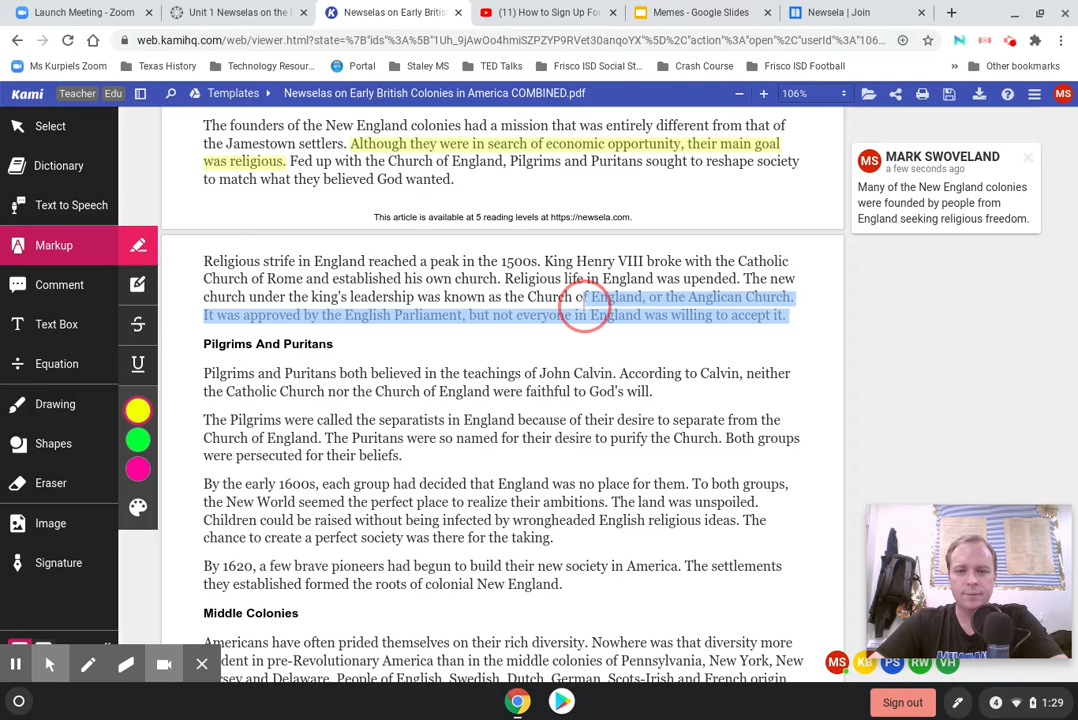 Launch Meeting - Zoom
Unit 1 Newselas on the B
Newselas on Early Britis
(11) How to Sign Up For
Memes - Google Slides
Newsela | Join
web.kamihq.com/web/viewer.html?state=%7B"ids"%3A%5B"1Uh_9jAwOo4hmiSZPZYP9RVet30anqoYX"%5D%2C"action"%3A"open"%2C"userId"%3A"106...
Ms Kurpiels Zoom
Texas History
Technology Resour...
Portal
Staley MS
TED Talks
Frisco ISD Social St...
Crash Course
Frisco ISD Football
»
Other bookmarks
Kami
Teacher
Edu
Templates
Newselas on Early British Colonies in America COMBINED.pdf
106%
MS
Select
Dictionary
Text to Speech
Markup
Comment
Text Box
Equation
Drawing
Shapes
Eraser
Image
Signature
The founders of the New England colonies had a mission that was entirely different from that of
the Jamestown settlers. Although they were in search of economic opportunity, their main goal
was religious. Fed up with the Church of England, Pilgrims and Puritans sought to reshape society
to match what they believed God wanted.
This article is available at 5 reading levels at https://newsela.com.
Religious strife in England reached a peak in the 1500s. King Henry VIII broke with the Catholic
Church of Rome and established his own church. Religious life in England was upended. The new
church under the king's leadership was known as the Church of England, or the Anglican Church.
It was approved by the English Parliament, but not everyone in England was willing to accept it.
Pilgrims And Puritans
Pilgrims and Puritans both believed in the teachings of John Calvin. According to Calvin, neither
the Catholic Church nor the Church of England were faithful to God's will.
The Pilgrims were called the separatists in England because of their desire to separate from the
Church of England. The Puritans were so named for their desire to purify the Church. Both groups
were persecuted for their beliefs.
By the early 1600s, each group had decided that England was no place for them. To both groups,
the New World seemed the perfect place to realize their ambitions. The land was unspoiled.
Children could be raised without being infected by wrongheaded English religious ideas. The
chance to create a perfect society was there for the taking.
By 1620, a few brave pioneers had begun to build their new society in America. The settlements
they established formed the roots of colonial New England.
Middle Colonies
Americans have often prided themselves on their rich diversity. Nowhere was that diversity more
ident in pre-Revolutionary America than in the middle colonies of Pennsylvania, New York, New
rsey and Delaware. People of English, Swedish, Dutch, German, Scots-Irish and French origin
MS
MARK SWOVELAND
a few seconds ago
Many of the New England colonies
were founded by people from
England seeking religious freedom.
MS
KB
PS
RW
VH
Sign out
4
1:29